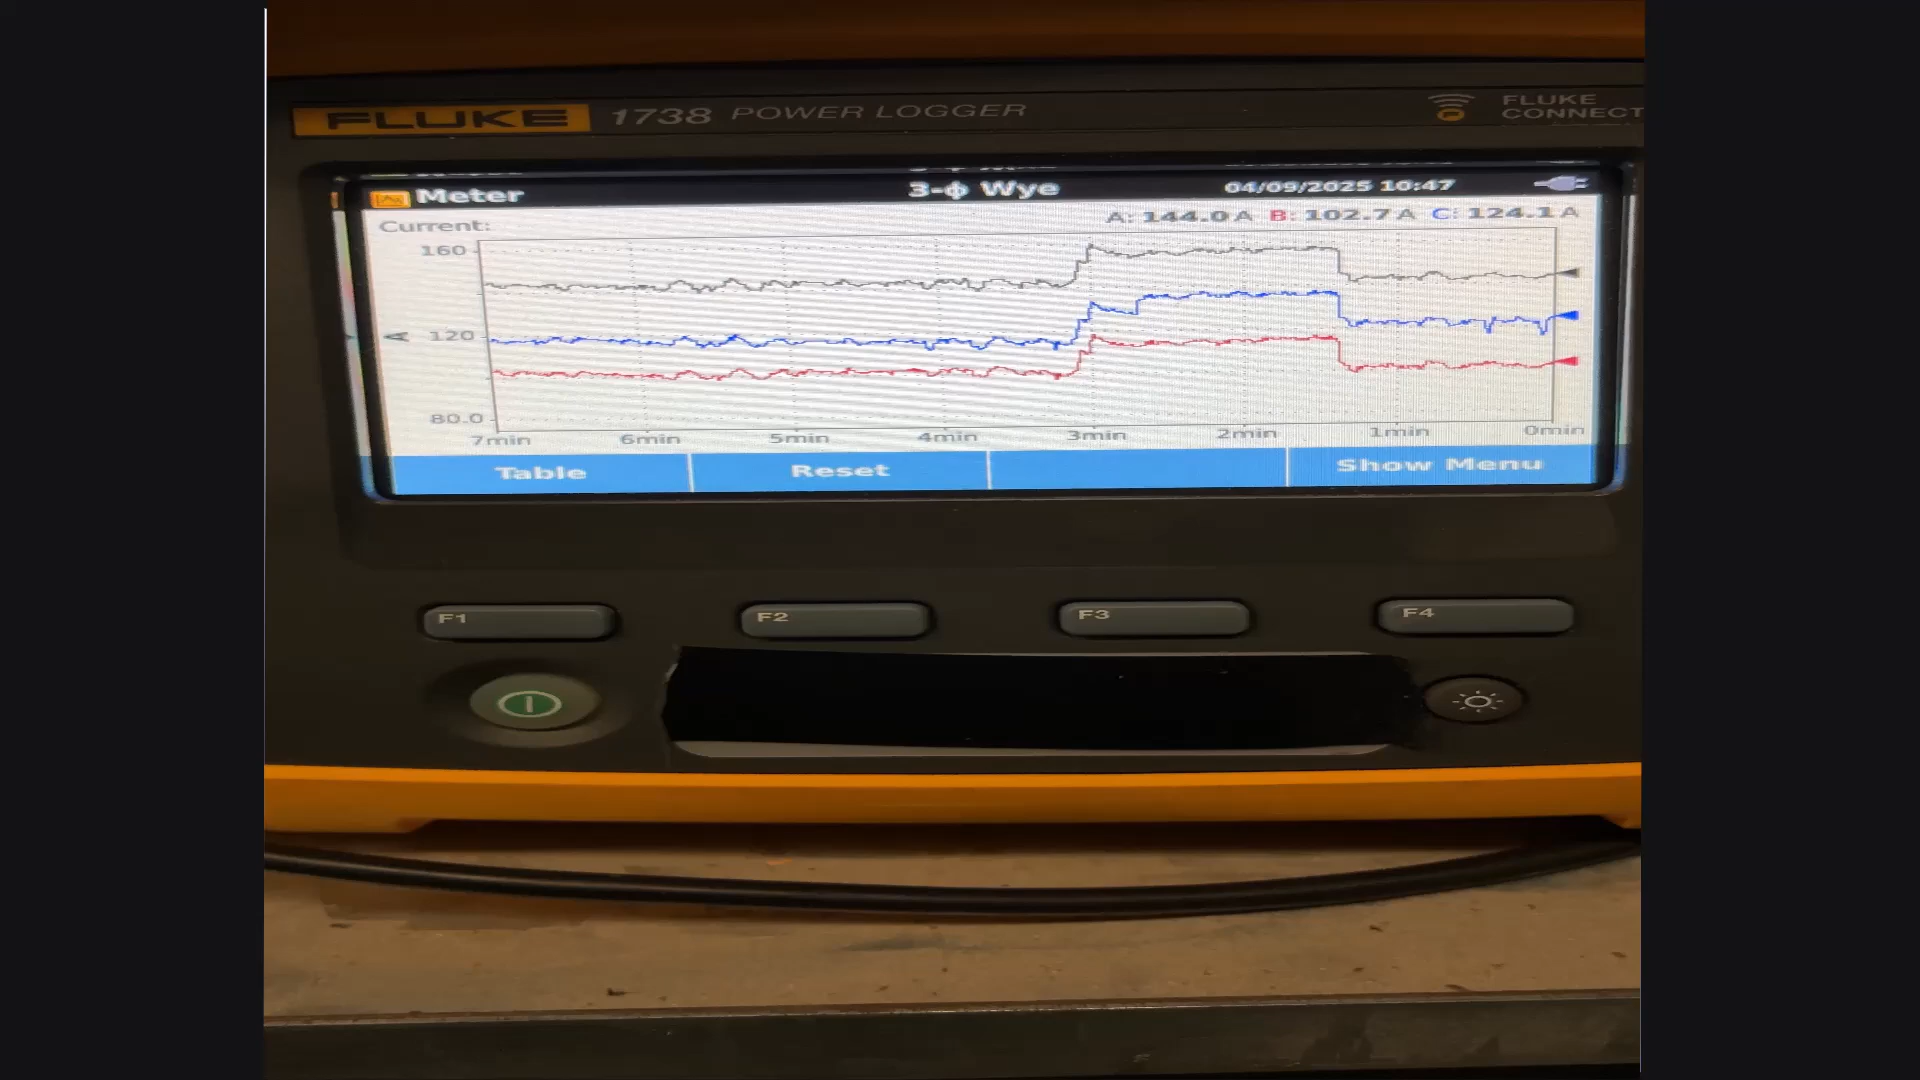 FLUKE 1738 POWER LOGGER FLUKE CONNECT
Meter 3-ф Wye 04/09/2025 10:47
Current: A: 144.0 A B: 102.7 A C: 124.1 A
160
A 120
80.0
7min 6min 5min 4min 3min 2min 1min 0min
Table Reset Show Menu
F1 F2 F3 F4